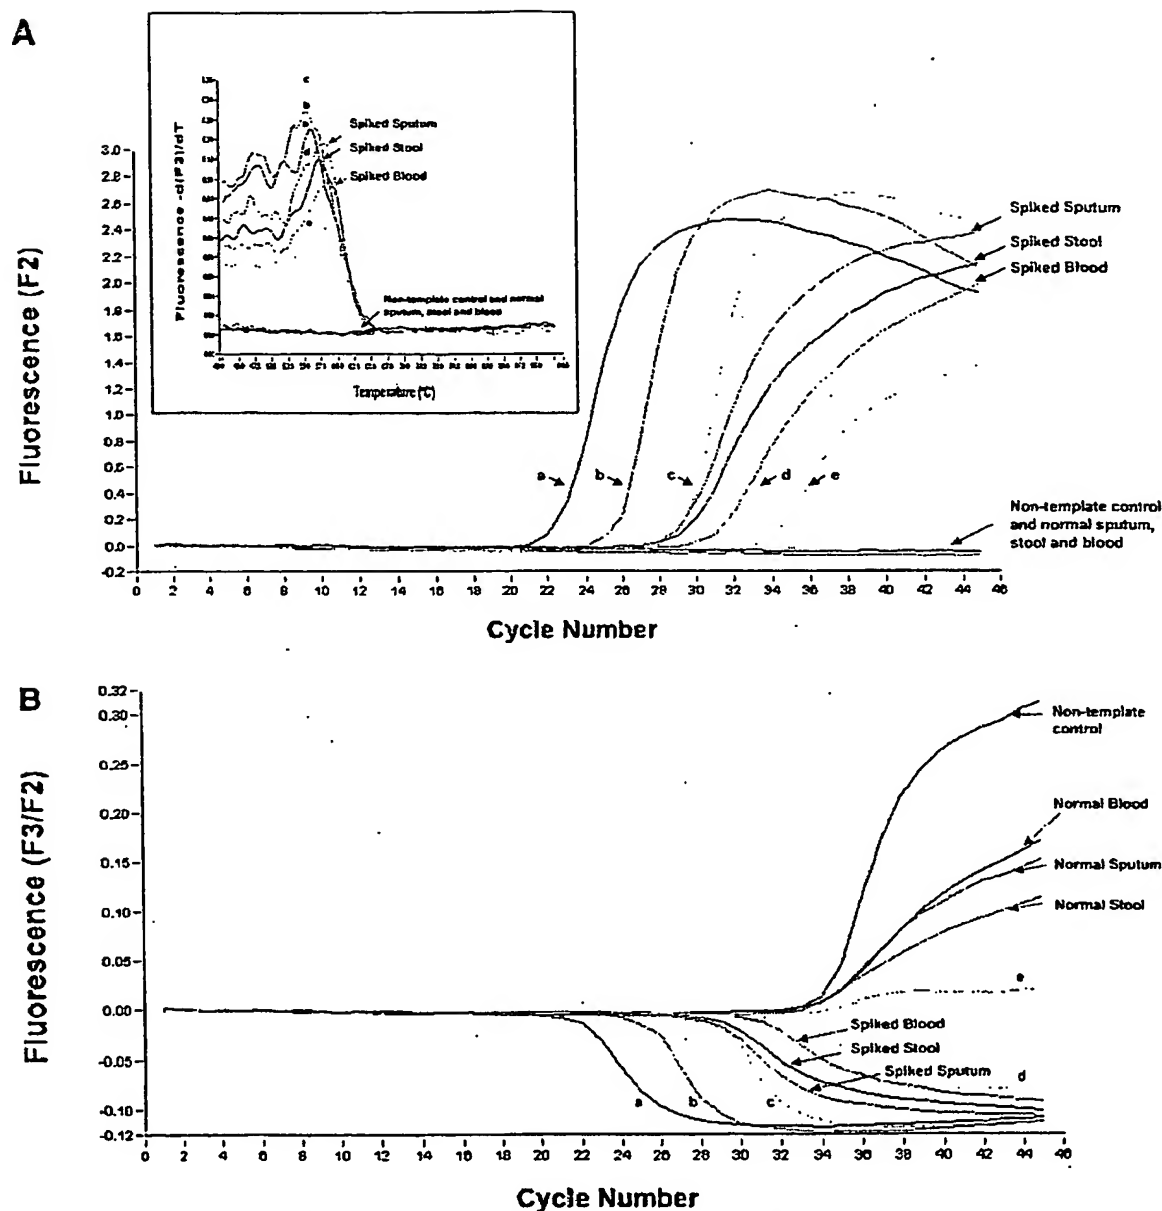 A
Fluorescence -d(F2)/dT
c
b
Spiked Sputum
Spiked Stool
Spiked Blood
e
Non-template control and normal
sputum, stool and blood
Temperature (°C)
Fluorescence (F2)
3.0
2.8
2.6
2.4
2.2
2.0
1.8
1.6
1.4
1.2
1.0
0.8
0.6
0.4
0.2
0.0
-0.2
Spiked Sputum
Spiked Stool
Spiked Blood
a b c d e
Non-template control
and normal sputum,
stool and blood
0 2 4 6 8 10 12 14 16 18 20 22 24 26 28 30 32 34 36 38 40 42 44 46
Cycle Number
B
Fluorescence (F3/F2)
0.32
0.30
0.25
0.20
0.15
0.10
0.05
0.00
-0.05
-0.10
-0.12
Non-template
control
Normal Blood
Normal Sputum
Normal Stool
e
Spiked Blood
Spiked Stool
Spiked Sputum
d
a b c
0 2 4 6 8 10 12 14 16 18 20 22 24 26 28 30 32 34 36 38 40 42 44 46
Cycle Number